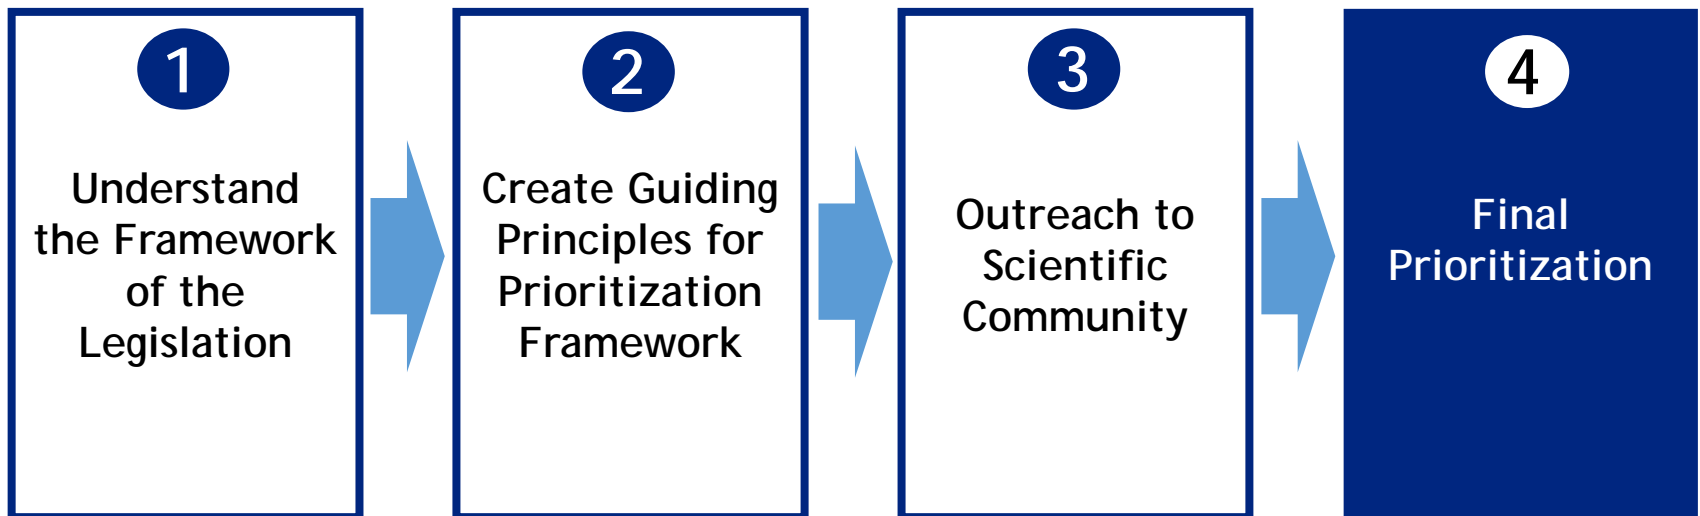 1
Understand
the Framework
of the
Legislation
2
Create Guiding
Principles for
Prioritization
Framework
3
Outreach to
Scientific
Community
4
Final
Prioritization